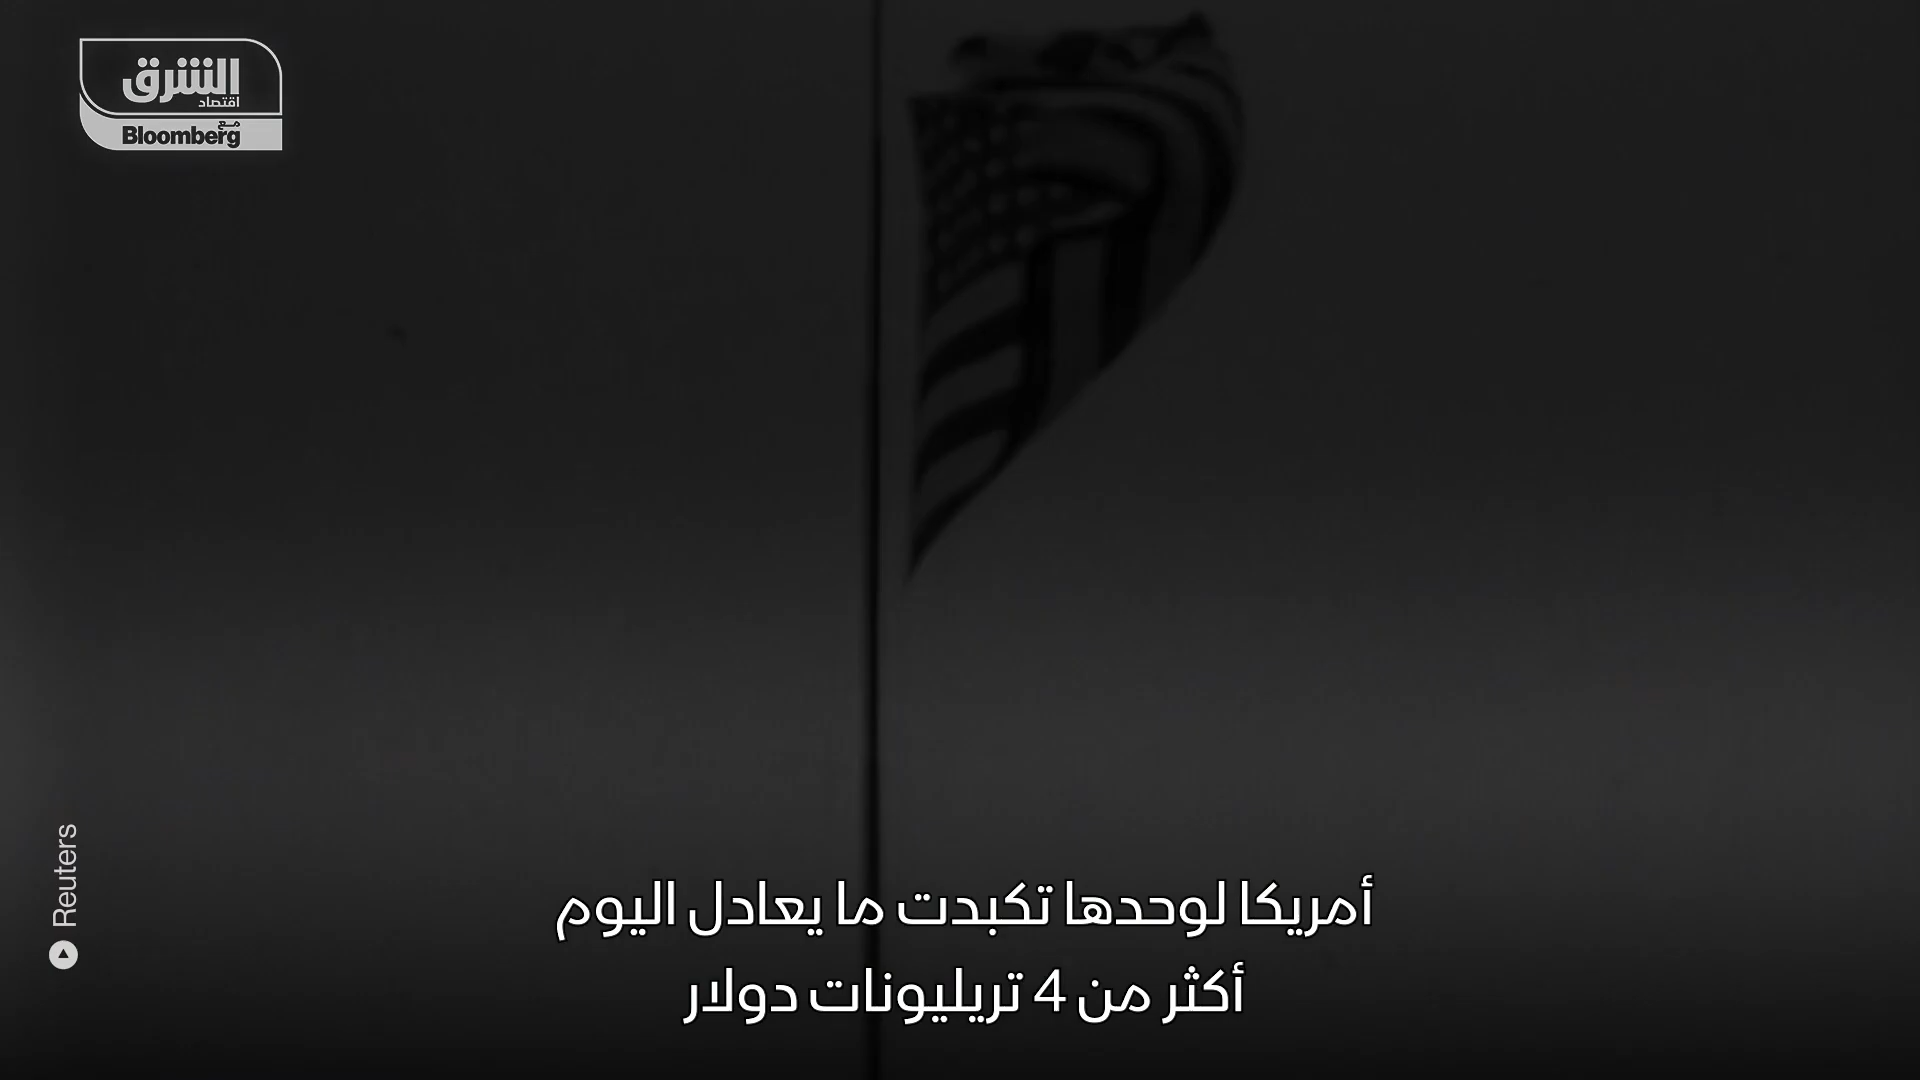 الشرق
اقتصاد
مع
Bloomberg
Reuters
أمريكا لوحدها تكبدت ما يعادل اليوم
أكثر من 4 تريليونات دولار